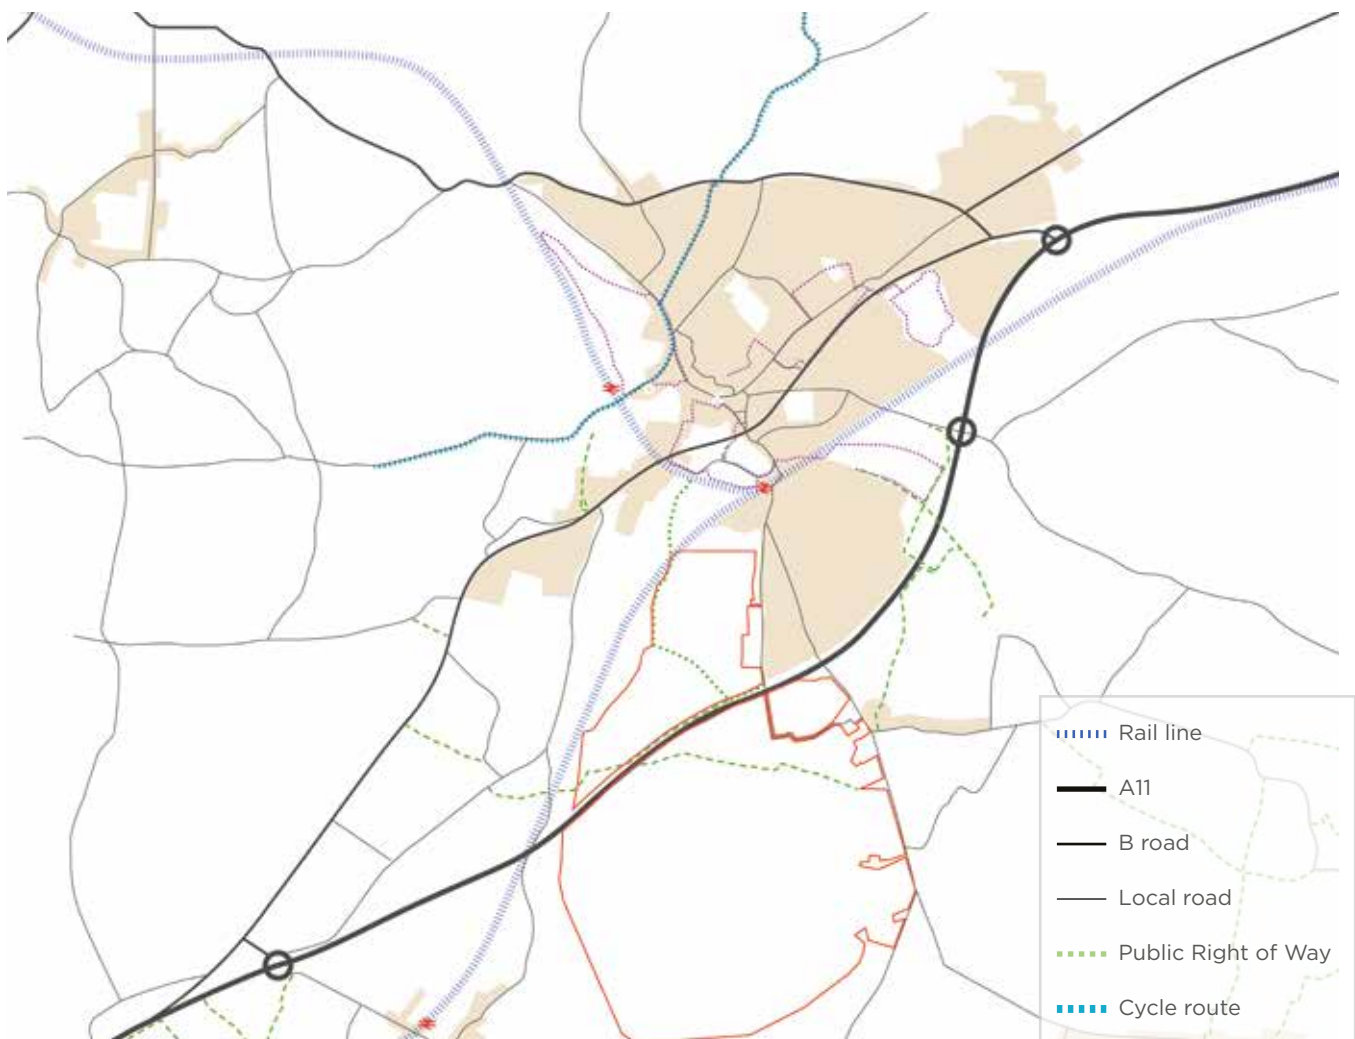 Rail line
A11
B road
Local road
Public Right of Way
Cycle route